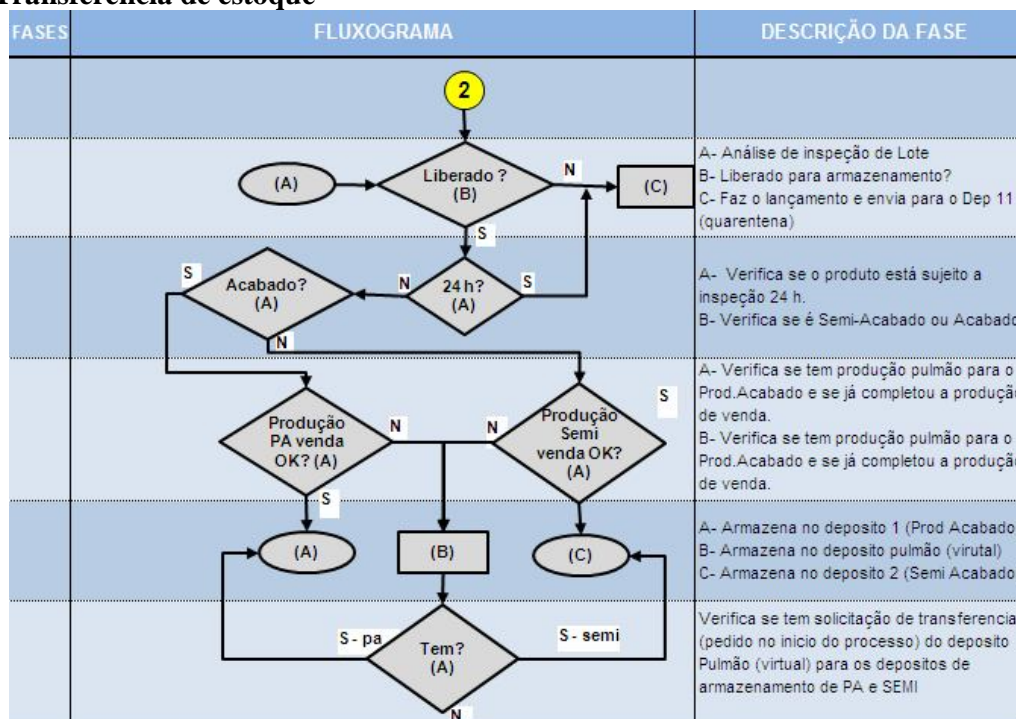 Transferência de estoque
FASES
FLUXOGRAMA
DESCRIÇÃO DA FASE
2
(A)
Liberado ?
(B)
N
(C)
S
A- Análise de inspeção de Lote
B- Liberado para armazenamento?
C- Faz o lançamento e envia para o Dep 11
(quarentena)
S
Acabado?
(A)
N
24 h?
(A)
S
N
A- Verifica se o produto está sujeito a
inspeção 24 h.
B- Verifica se é Semi-Acabado ou Acabado
Produção
PA venda
OK? (A)
N
N
Produção
Semi
venda OK?
(A)
S
S
A- Verifica se tem produção pulmão para o
Prod.Acabado e se já completou a produçã
de venda.
B- Verifica se tem produção pulmão para o
Prod.Acabado e se já completou a produçã
de venda.
(A)
(B)
(C)
A- Armazena no deposito 1 (Prod Acabado
B- Armazena no deposito pulmão (virutal)
C- Armazena no deposito 2 (Semi Acabado
S - pa
Tem?
(A)
S - semi
N
Verifica se tem solicitação de transferencia
(pedido no inicio do processo) do deposito
Pulmão (virtual) para os depositos de
armazenamento de PA e SEMI